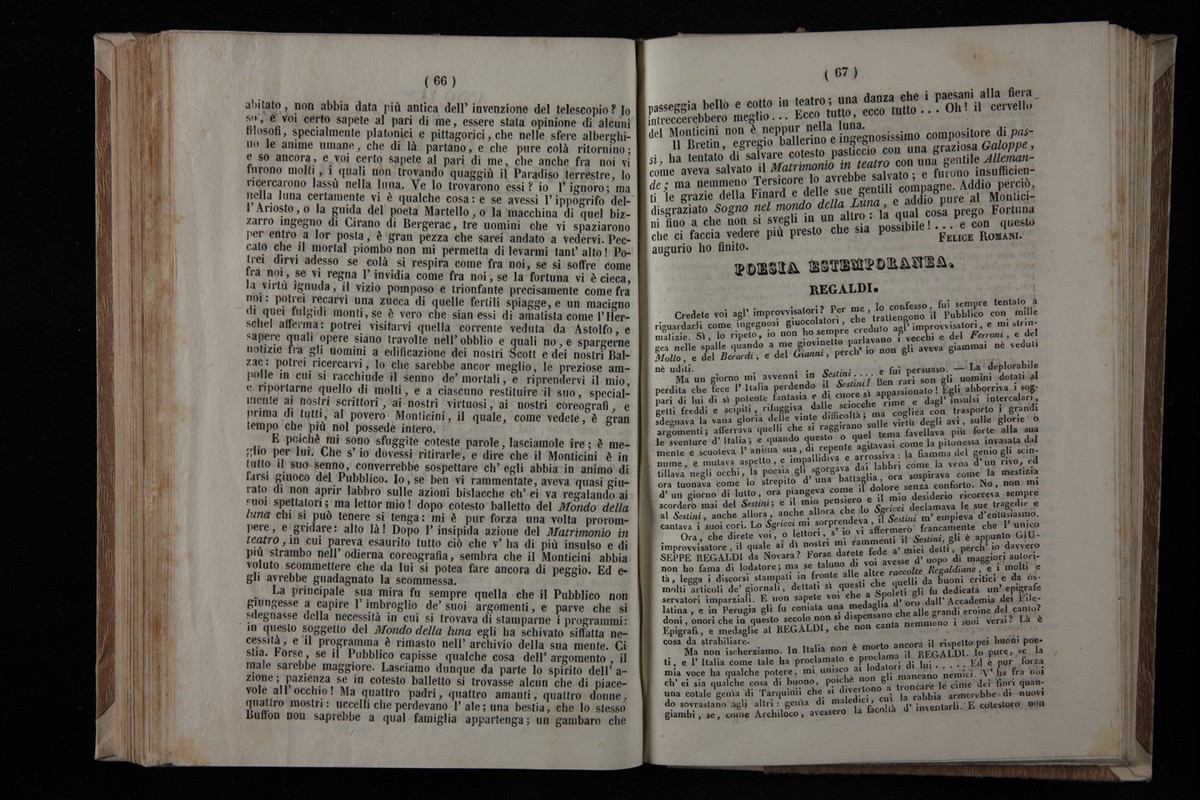 ( 66 )
abitato, non abbia data più antica dell' invenzione del telescopio? Io
so, e voi certo sapete al pari di me, essere stata opinione di alcuni
filosofi, specialmente platonici e pittagorici, che nelle sfere alberghi-
no le anime umane, che di là partano, e che pure colà ritornino;
e so ancora, e voi certo sapete al pari di me, che anche fra noi vi
furono molti, i quali non trovando quaggiù il Paradiso terrestre, lo
ricercarono lassù nella luna. Ve lo trovarono essi? io l' ignoro; ma
nella luna certamente vi è qualche cosa: e se avessi l' ippogrifo del-
l' Ariosto, o la guida del poeta Martello, o la macchina di quel biz-
zarro ingegno di Cirano di Bergerac, tre uomini che vi spaziarono
per entro a lor posta, è gran pezza che sarei andato a vedervi. Pec-
cato che il mortal piombo non mi permetta di levarmi tant' alto! Po-
trei dirvi adesso se colà si respira come fra noi, se si soffre come
fra noi, se vi regna l' invidia come fra noi, se la fortuna vi è cieca,
la virtù ignuda, il vizio pomposo e trionfante precisamente come fra
noi: potrei recarvi una zucca di quelle fertili spiagge, e un macigno
di quei fulgidi monti, se è vero che sian essi di amatista come l' Her-
schel afferma: potrei visitarvi quella corrente veduta da Astolfo, e
sapere quali opere siano travolte nell' obblio e quali no, e spargerne
notizie fra gli uomini a edificazione dei nostri Scott e dei nostri Bal-
zac: potrei ricercarvi, lo che sarebbe ancor meglio, le preziose am-
polle in cui si racchiude il senno de' mortali, e riprendervi il mio,
e riportarne quello di molti, e a ciascuno restituire il suo, special-
mente ai nostri scrittori, ai nostri virtuosi, ai nostri coreografi, e
prima di tutti, al povero Monticini, il quale, come vedete, è gran
tempo che più nol possede intero.
E poichè mi sono sfuggite coteste parole, lasciamole ire; è me-
glio per lui. Che s' io dovessi ritirarle, e dire che il Monticini è in
tutto il suo senno, converrebbe sospettare ch' egli abbia in animo di
farsi giuoco del Pubblico. Io, se ben vi rammentate, aveva quasi giu-
rato di non aprir labbro sulle azioni bislacche ch' ei va regalando ai
suoi spettatori; ma lettor mio! dopo cotesto balletto del Mondo della
luna chi si può tenere si tenga: mi è pur forza una volta prorom-
pere, e gridare: alto là! Dopo l' insipida azione del Matrimonio in
teatro, in cui pareva esaurito tutto ciò che v' ha di più insulso e di
più strambo nell' odierna coreografia, sembra che il Monticini abbia
voluto scommettere che da lui si potea fare ancora di peggio. Ed e-
gli avrebbe guadagnato la scommessa.
La principale sua mira fu sempre quella che il Pubblico non
giungesse a capire l' imbroglio de' suoi argomenti, e parve che si
sdegnasse della necessità in cui si trovava di stamparne i programmi:
in questo soggetto del Mondo della luna egli ha schivato siffatta ne-
cessità, e il programma è rimasto nell' archivio della sua mente. Ci
stia. Forse, se il Pubblico capisse qualche cosa dell' argomento, il
male sarebbe maggiore. Lasciamo dunque da parte lo spirito dell' a-
zione; pazienza se in cotesto balletto si trovasse alcun che di piace-
vole all' occhio! Ma quattro padri, quattro amanti, quattro donne,
quattro mostri: uccelli che perdevano l' ale; una bestia, che lo stesso
Buffon non saprebbe a qual famiglia appartenga; un gambaro che
( 67 )
passeggia bello e cotto in teatro; una danza che i paesani alla fiera
intreccerebbero meglio... Ecco tutto, ecco tutto ... Oh! il cervello
del Monticini non è neppur nella luna.
Il Bretin, egregio ballerino e ingegnosissimo compositore di pas-
si, ha tentato di salvare cotesto pasticcio con una graziosa Galoppe,
come aveva salvato il Matrimonio in teatro con una gentile Alleman-
de; ma nemmeno Tersicore lo avrebbe salvato; e furono insufficien-
ti le grazie della Finard e delle sue gentili compagne. Addio perciò,
disgraziato Sogno nel mondo della Luna, e addio pure al Montici-
ni fino a che non si svegli in un altro: la qual cosa prego Fortuna
che ci faccia vedere più presto che sia possibile!... e con questo
augurio ho finito.
FELICE ROMANI.
POESIA ESTEMPORANEA.
REGALDI.
Credete voi agl' improvvisatori? Per me, lo confesso, fui sempre tentato a
riguardarli come ingegnosi giuocolatori, che trattengono il Pubblico con mille
malizie. Sì, lo ripeto, io non ho sempre creduto agl' improvvisatori, e mi strin-
gea nelle spalle quando a me giovinetto parlavano i vecchi e del Ferroni, e del
Mollo, e del Berardi, e del Gianni, perch' io non gli aveva giammai nè veduti
nè uditi.
Ma un giorno mi avvenni in Sestini.... e fui persuaso. — La deplorabile
perdita che fece l' Italia perdendo il Sestini! Ben rari son gli uomini dotati al
pari di lui di sì potente fantasia e di cuore sì appassionato! Egli abborriva i sog-
getti freddi e scipiti, rifuggiva dalle sciocche rime e dagl' insulsi intercalari,
sdegnava la vana gloria delle vinte difficoltà; ma cogliea con trasporto i grandi
argomenti; afferrava quelli che si raggirano sulle virtù degli avi, sulle glorie o
le sventure d' Italia; e quando questo o quel tema favellava più forte alla sua
mente e scuoteva l' anima sua, di repente agitavasi come la pitonessa invasata dal
nume, e mutava aspetto, e impallidiva e arrossiva: la fiamma del genio gli scin-
tillava negli occhi, la poesia gli sgorgava dai labbri come la vena d' un rivo, ed
ora tuonava come lo strepito d' una battaglia, ora sospirava come la mestizia
d' un giorno di lutto, ora piangeva come il dolore senza conforto. No, non mi
scorderò mai del Sestini; e il mio pensiero e il mio desiderio ricorreva sempre
al Sestini, anche allora, anche allora che lo Sgricci declamava le sue tragedie e
cantava i suoi cori. Lo Sgricci mi sorprendeva, il Sestini m' empieva d'entusiasmo.
Ora, che direte voi, o lettori, s' io vi affermerò francamente che l' unico
improvvisatore, il quale ai dì nostri mi rammenti il Sestini, gli è appunto GIU-
SEPPE REGALDI da Novara? Forse darete fede a' miei detti, perch' io davvero
non ho fama di lodatore; ma se taluno di voi avesse d' uopo di maggiori autori-
tà, legga i discorsi stampati in fronte alle altre raccolte Regaldiane, e i molti e
molti articoli de' giornali, dettati sì questi che quelli da buoni critici e da os-
servatori imparziali. E non sapete voi che a Spoleti gli fu dedicata un' epigrafe
latina, e in Perugia gli fu coniata una medaglia d' oro dall' Accademia dei File-
doni, onori che in questo secolo non si dispensano che alle grandi eroine del canto?
Epigrafi, e medaglie al REGALDI, che non canta nemmeno i suoi versi? Là è
cosa da strabiliare.
Ma non ischerziamo. In Italia non è morto ancora il rispetto pei buoni poe-
ti, e l' Italia come tale ha proclamato e proclama il REGALDI. Io pure, se la
mia voce ha qualche potere, mi unisco ai lodatori di lui..... Ed è pur forza
ch' ei sia qualche cosa di buono, poichè non gli mancano nemici. V' ha fra noi
una cotale genìa di Tarquinii che si divertono a troncare le cime dei fiori quan-
do sovrastano agli altri: genìa di maledici, cui la rabbia armerebbe di nuovi
giambi, se, come Archiloco, avessero la facoltà d' inventarli. E cotestoro non